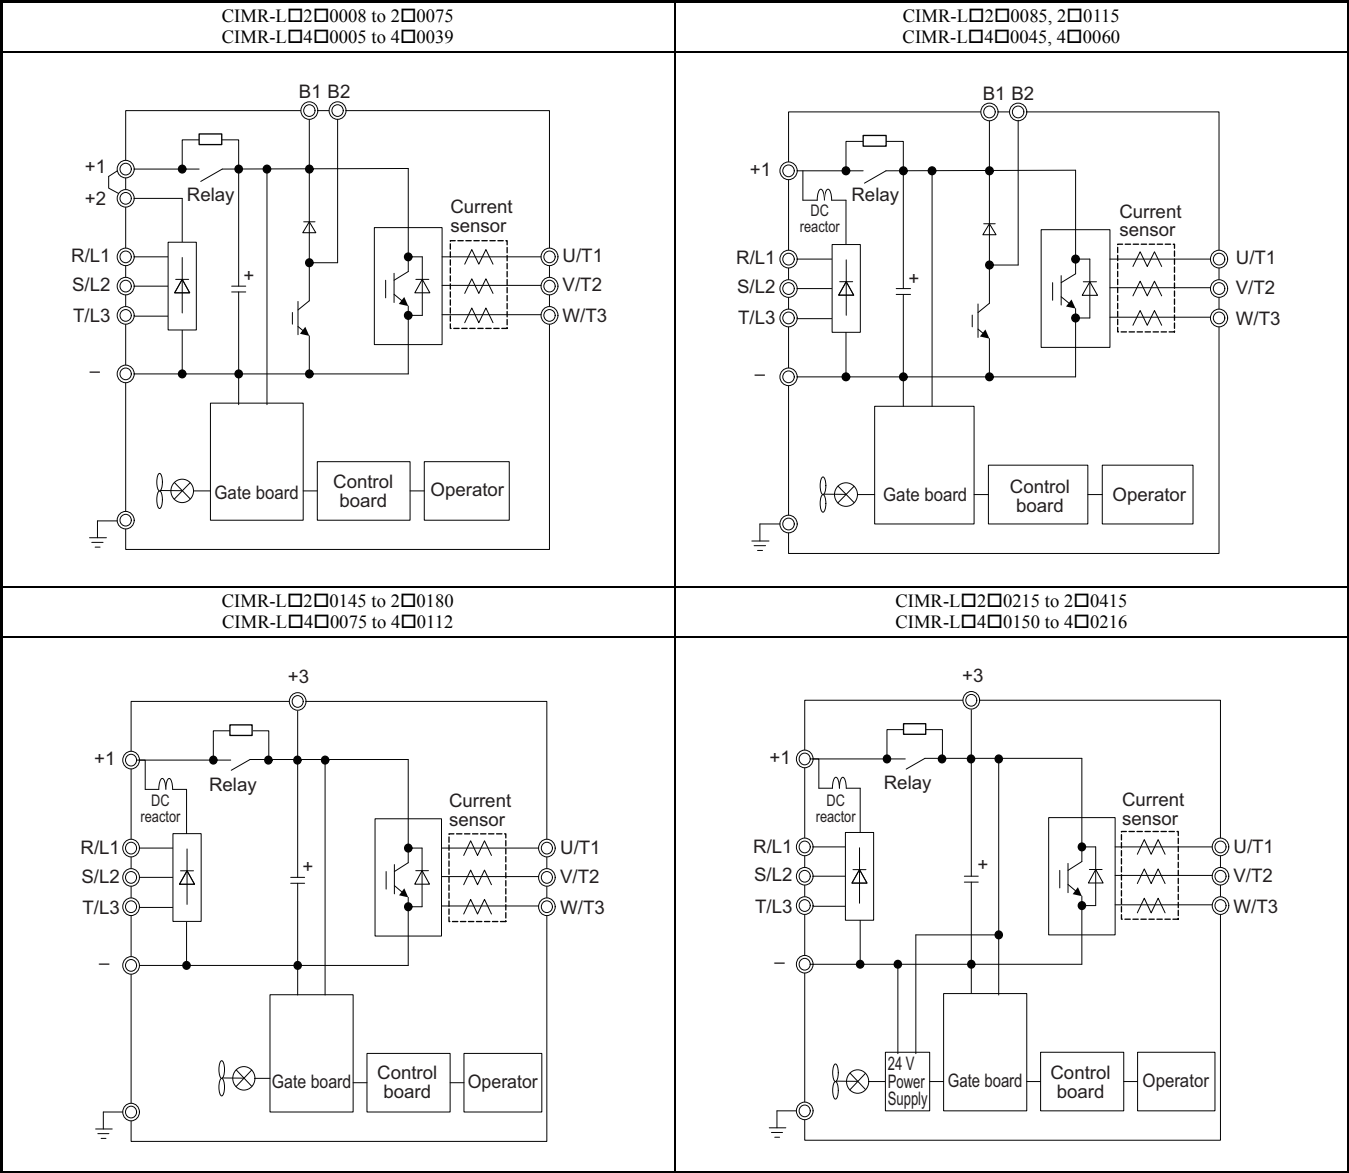 CIMR-L□2□0008 to 2□0075
CIMR-L□4□0005 to 4□0039
B1 B2
+1
Relay
+2
Current
sensor
R/L1
+
U/T1
S/L2
V/T2
T/L3
W/T3
–
Gate board
Control
board
Operator
CIMR-L□2□0085, 2□0115
CIMR-L□4□0045, 4□0060
B1 B2
+1
Relay
DC
reactor
Current
sensor
R/L1
+
U/T1
S/L2
V/T2
T/L3
W/T3
–
Gate board
Control
board
Operator
CIMR-L□2□0145 to 2□0180
CIMR-L□4□0075 to 4□0112
+3
+1
Relay
DC
reactor
Current
sensor
R/L1
+
U/T1
S/L2
V/T2
T/L3
W/T3
–
Gate board
Control
board
Operator
CIMR-L□2□0215 to 2□0415
CIMR-L□4□0150 to 4□0216
+3
+1
Relay
DC
reactor
Current
sensor
R/L1
+
U/T1
S/L2
V/T2
T/L3
W/T3
–
24 V
Power
Supply
Gate board
Control
board
Operator